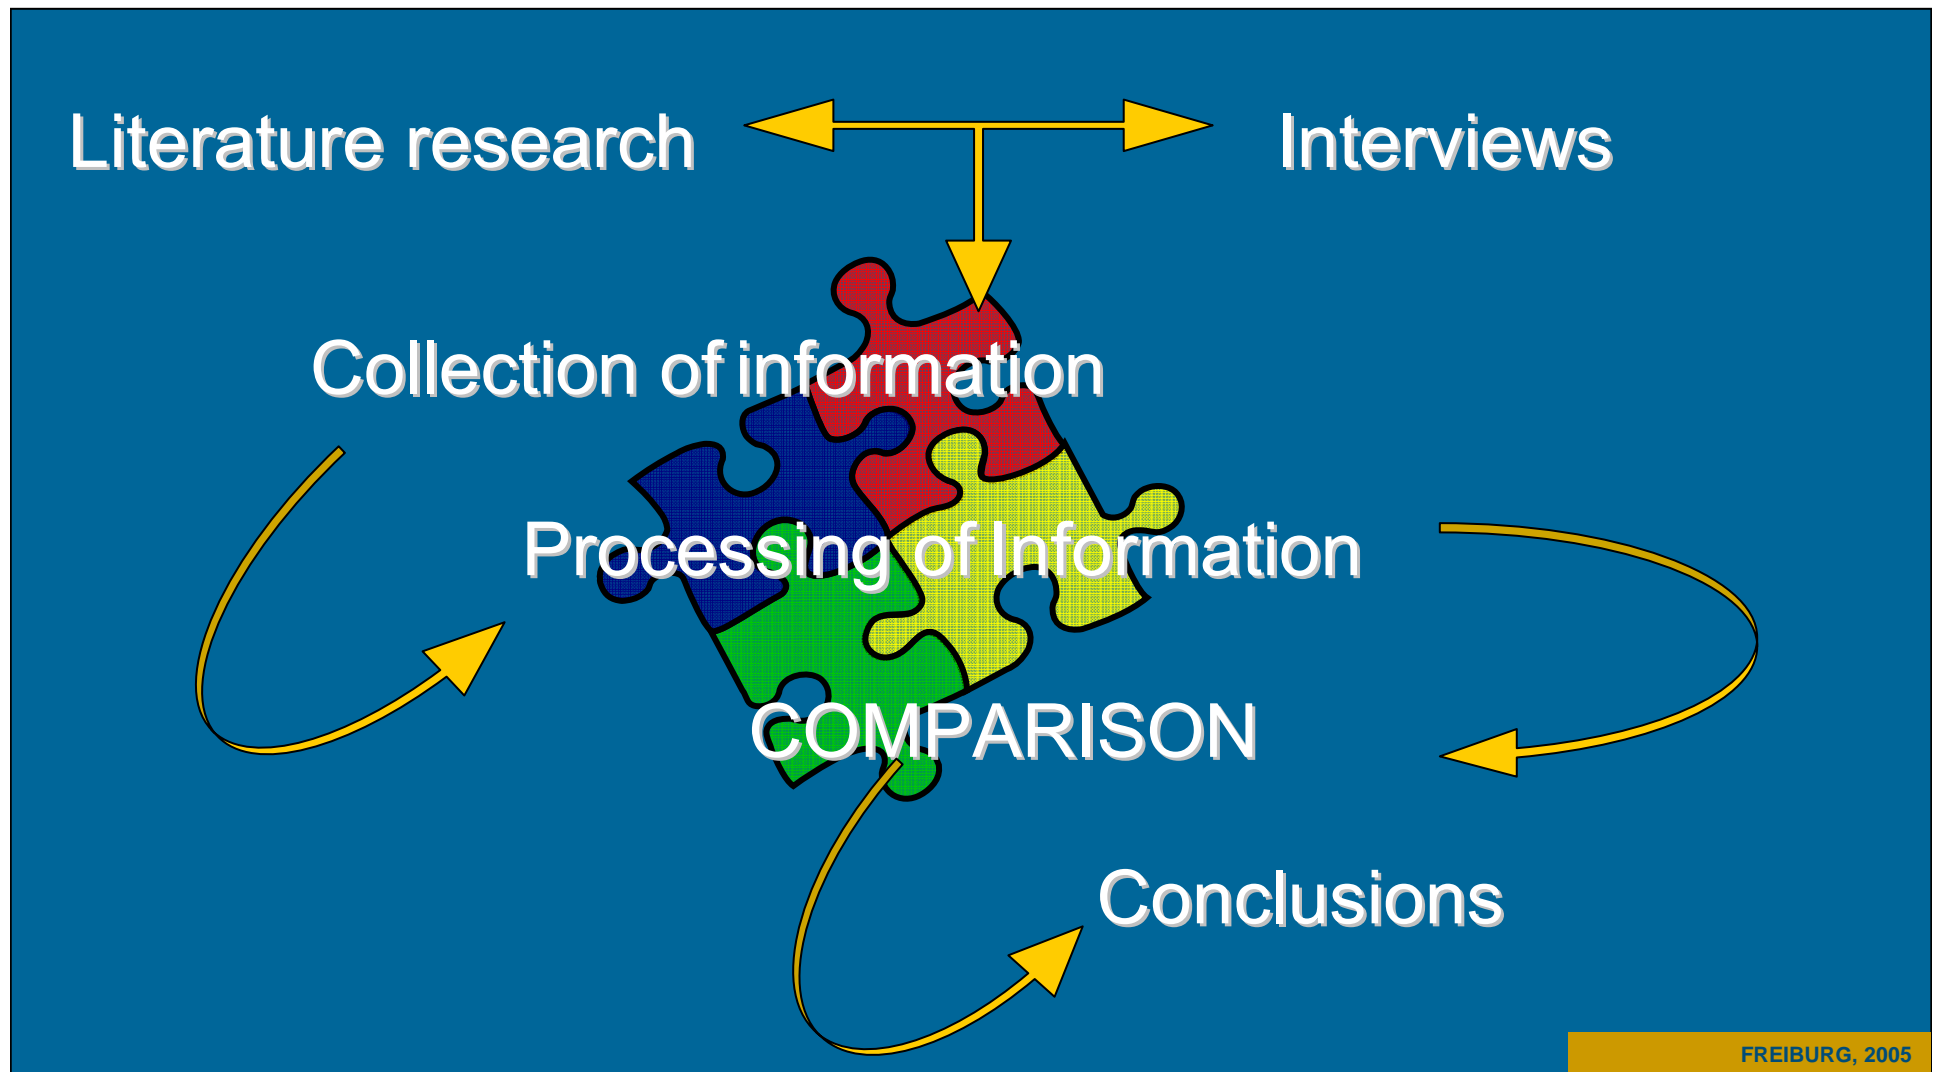 Literature research
Interviews
Collection of information
Processing of Information
COMPARISON
Conclusions
FREIBURG, 2005